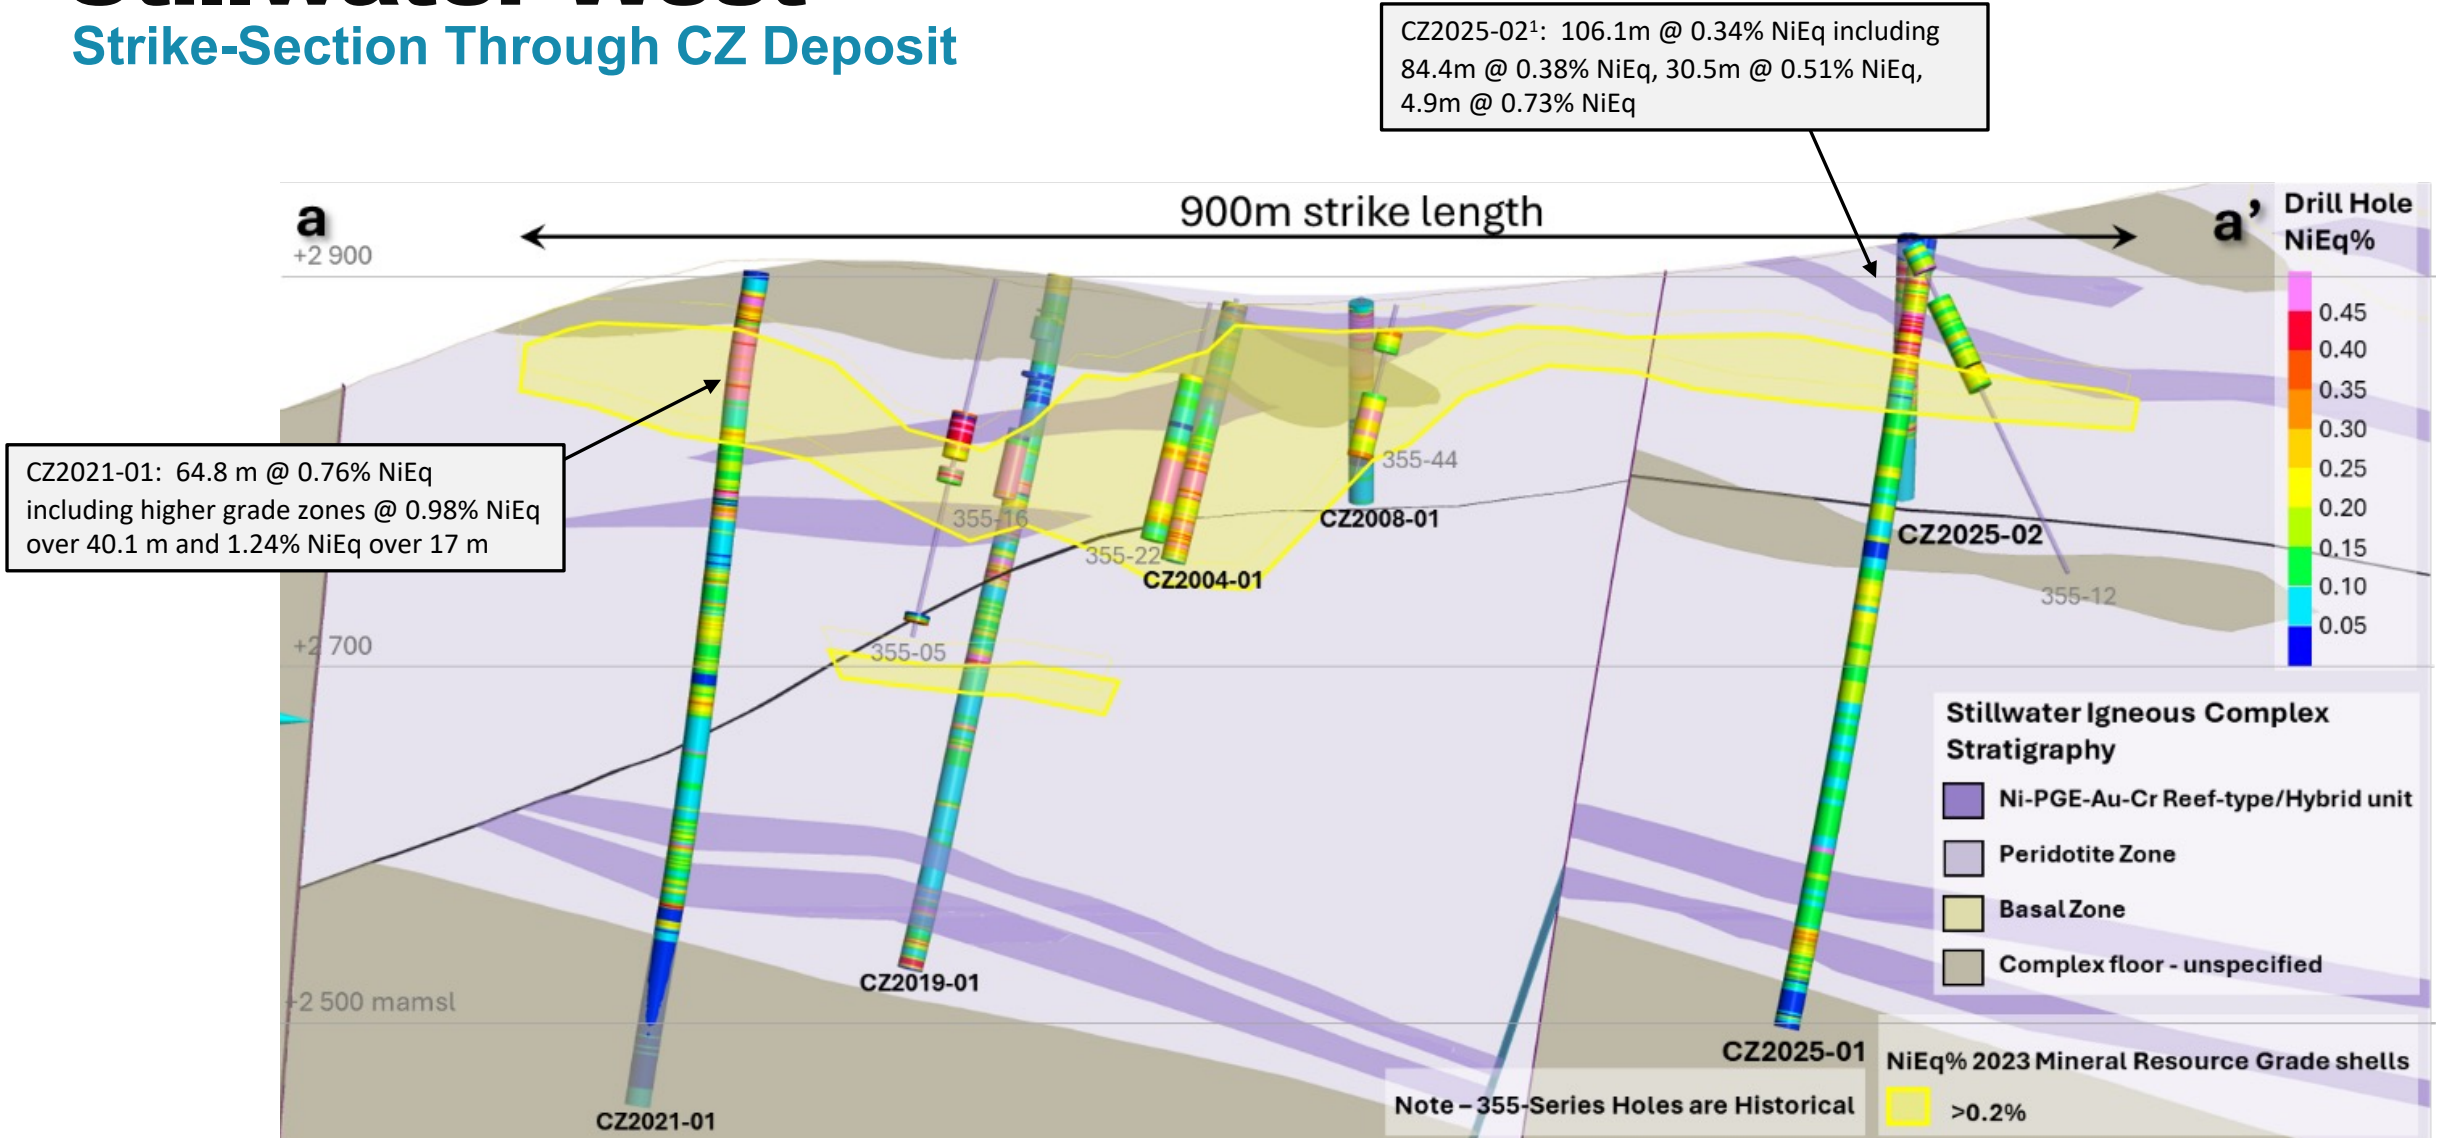 Stillwater West
Strike-Section Through CZ Deposit
CZ2025-02¹: 106.1m @ 0.34% NiEq including
84.4m @ 0.38% NiEq, 30.5m @ 0.51% NiEq,
4.9m @ 0.73% NiEq
a
900m strike length
a’
Drill Hole
NiEq%
+2 900
0.45
0.40
0.35
0.30
0.25
0.20
0.15
0.10
0.05
CZ2021-01: 64.8 m @ 0.76% NiEq
including higher grade zones @ 0.98% NiEq
over 40.1 m and 1.24% NiEq over 17 m
355-44
355-16
CZ2008-01
CZ2025-02
355-22
CZ2004-01
355-12
+2 700
355-05
Stillwater Igneous Complex
Stratigraphy
Ni-PGE-Au-Cr Reef-type/Hybrid unit
Peridotite Zone
Basal Zone
Complex floor - unspecified
CZ2019-01
+2 500 mamsl
CZ2025-01
NiEq% 2023 Mineral Resource Grade shells
>0.2%
Note – 355-Series Holes are Historical
CZ2021-01